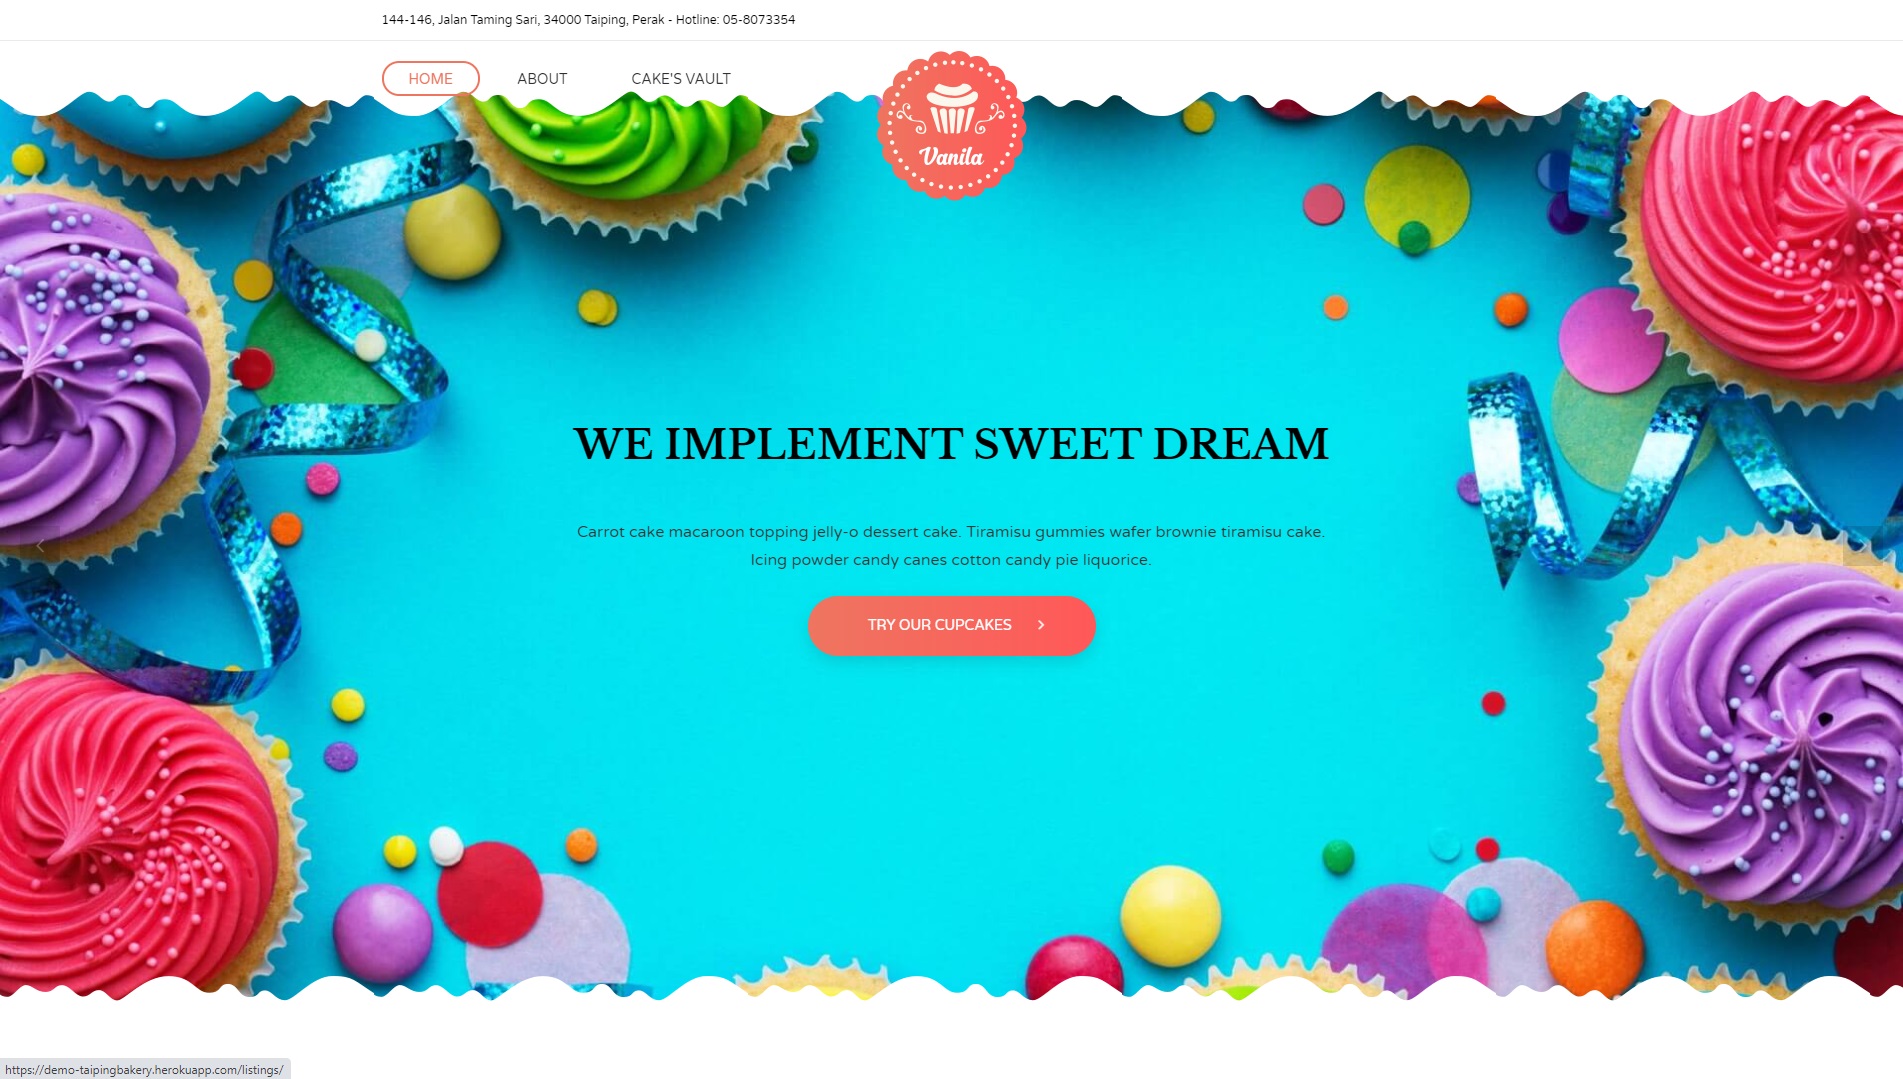 144-146, Jalan Taming Sari, 34000 Taiping, Perak - Hotline: 05-8073354
HOME
ABOUT
CAKE'S VAULT
Vanila
WE IMPLEMENT SWEET DREAM
Carrot cake macaroon topping jelly-o dessert cake. Tiramisu gummies wafer brownie tiramisu cake.
Icing powder candy canes cotton candy pie liquorice.
TRY OUR CUPCAKES
https://demo-taipingbakery.herokuapp.com/listings/